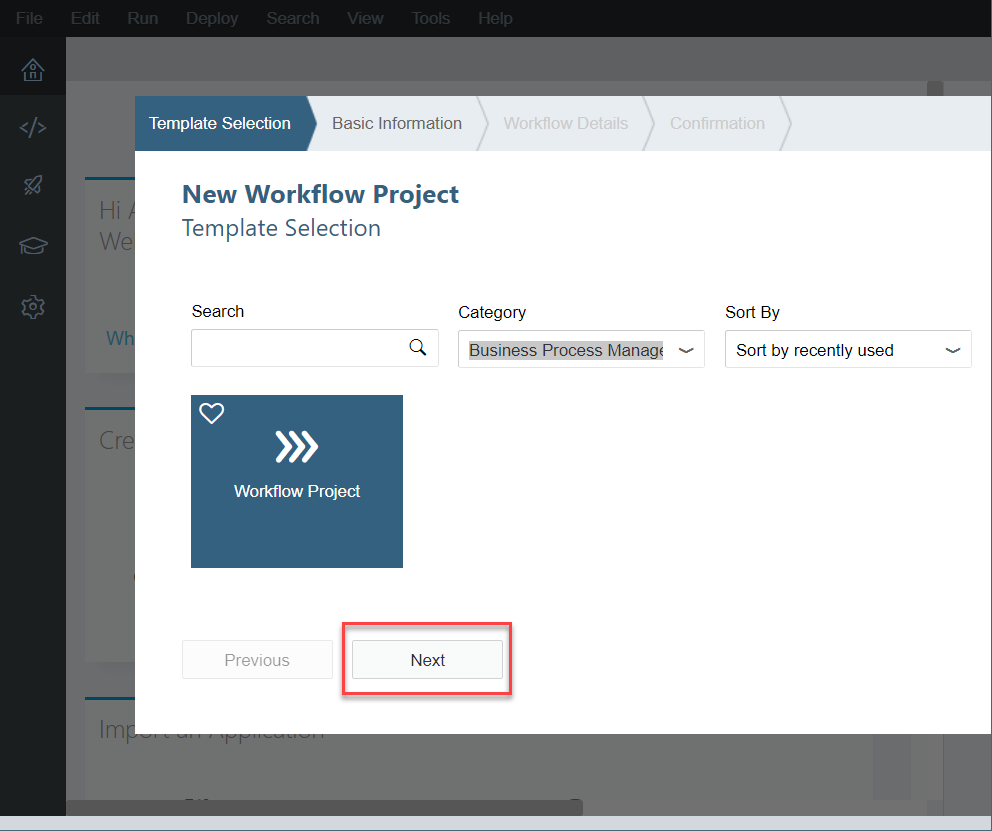 File Edit Run Deploy Search View Tools Help
Template Selection Basic Information Workflow Details Confirmation
New Workflow Project
Template Selection
Hi
We
Wh
Search Category Sort By
Business Process Manage Sort by recently used
Cre
Workflow Project
Previous Next
Import an Application